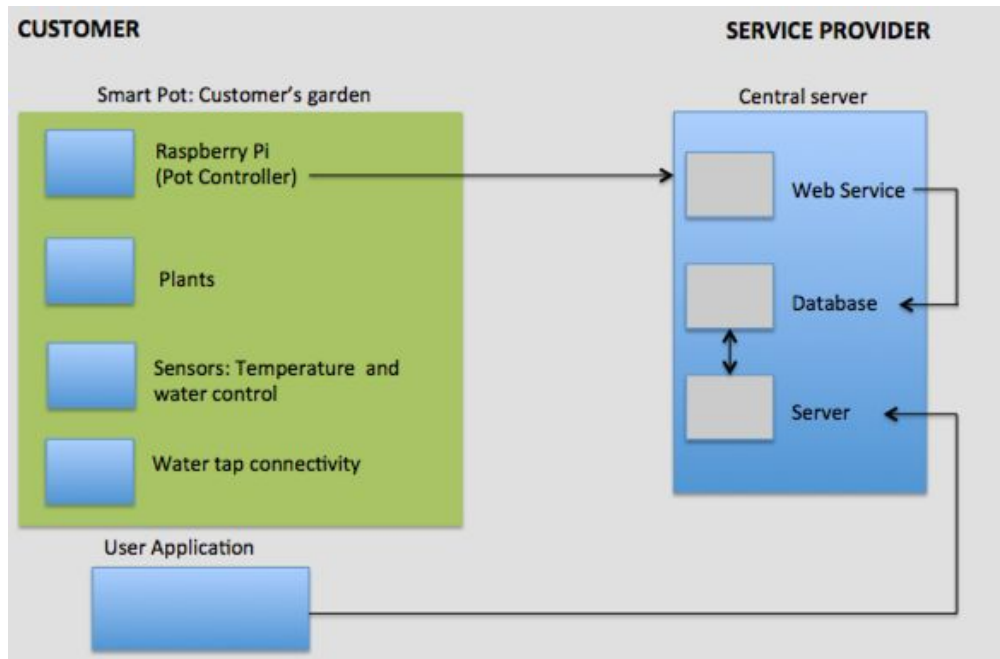 CUSTOMER
SERVICE PROVIDER
Smart Pot: Customer's garden
Central server
Raspberry Pi
(Pot Controller)
Web Service
Plants
Database
Sensors: Temperature and
water control
Server
Water tap connectivity
User Application